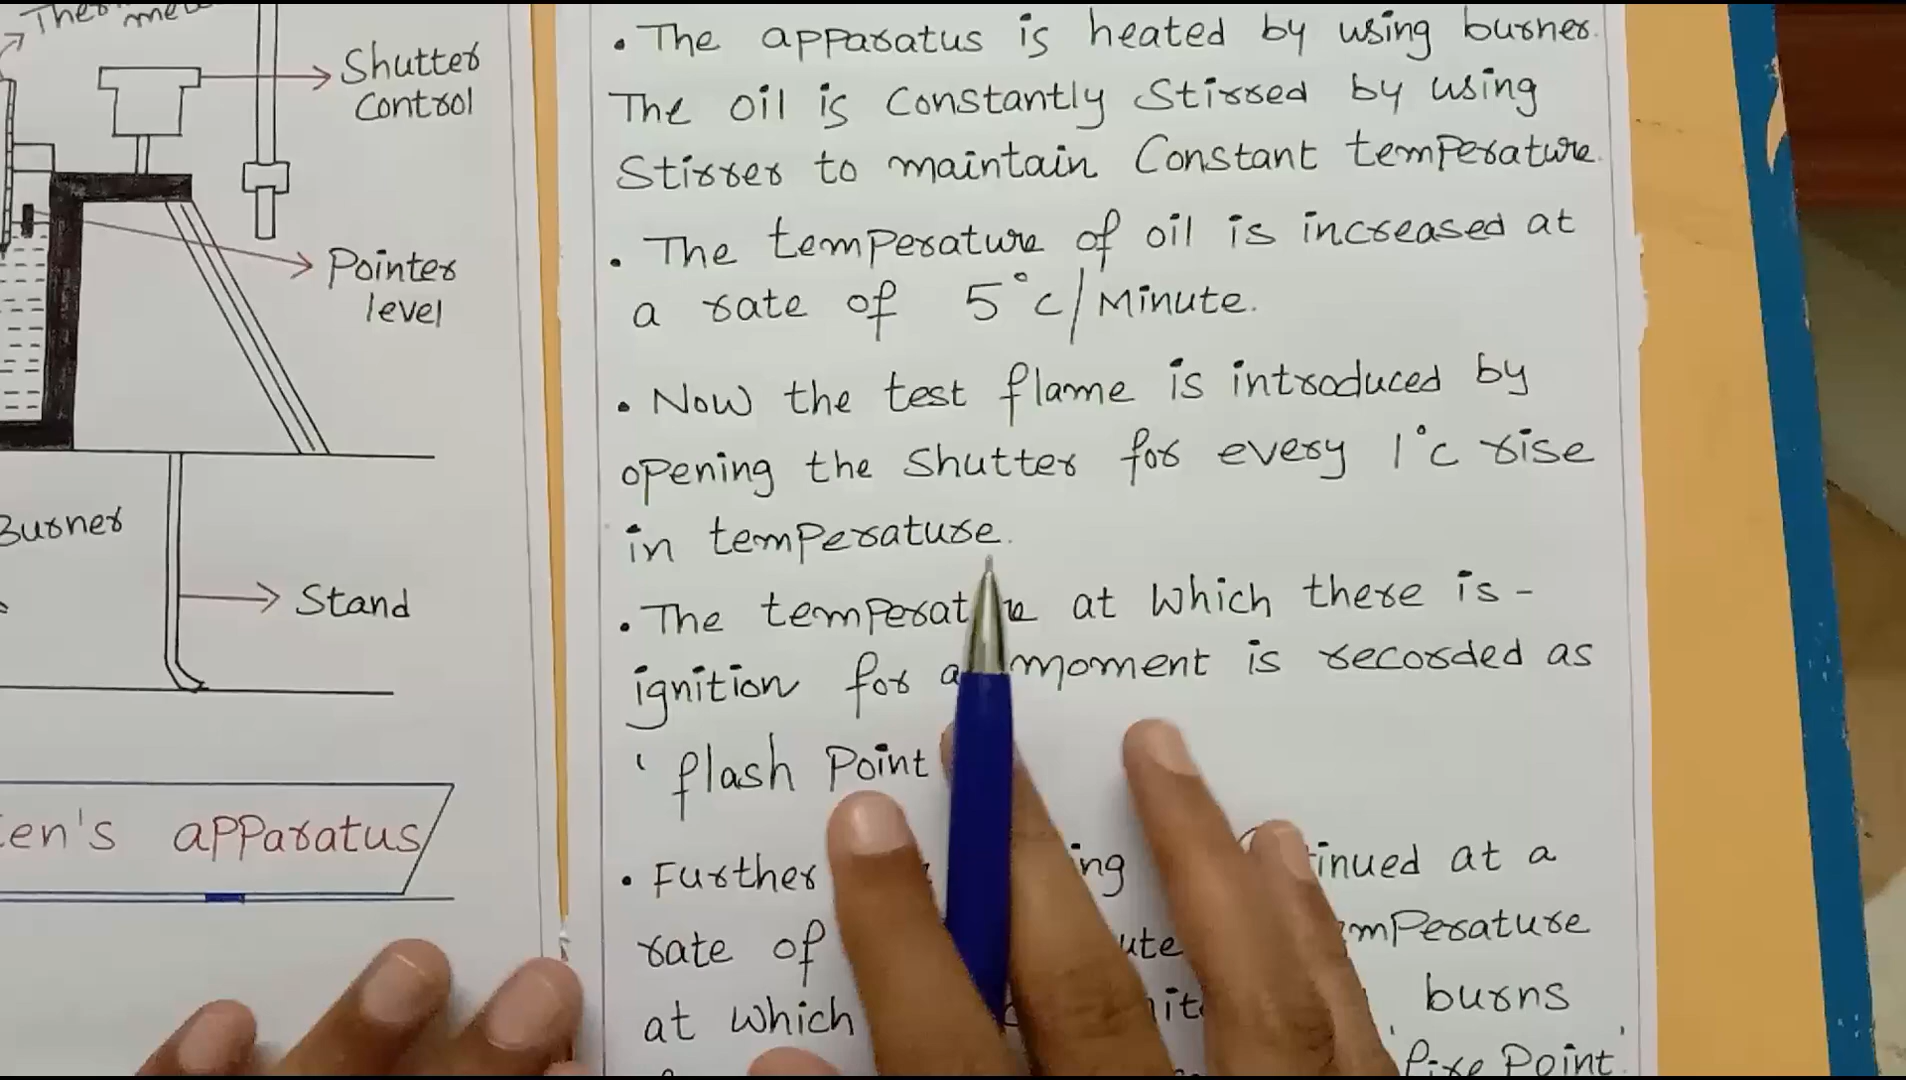 Shutter
Control
Pointer
level
Burner
Stand
en's apparatus
• The apparatus is heated by using burner.
The oil is Constantly Stirred by using
Stirrer to maintain Constant temperature.
• The temperature of oil is increased at
a rate of 5°c/Minute.
• Now the test flame is introduced by
opening the Shutter for every 1°c rise
in temperature.
• The temperature at which there is -
ignition for a moment is recorded as
' flash Point
• Further at a
rate of temperature
at which burns
'fire Point'